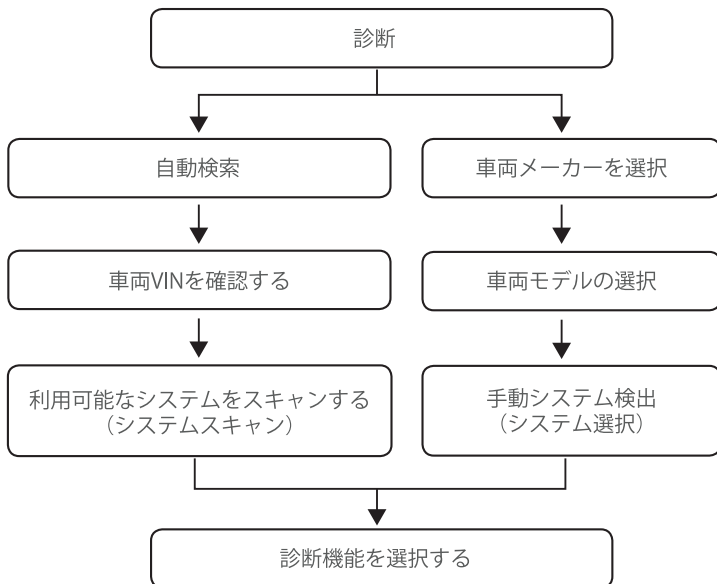 診断
自動検索
車両メーカーを選択
車両VINを確認する
車両モデルの選択
利用可能なシステムをスキャンする
（システムスキャン）
手動システム検出
（システム選択）
診断機能を選択する